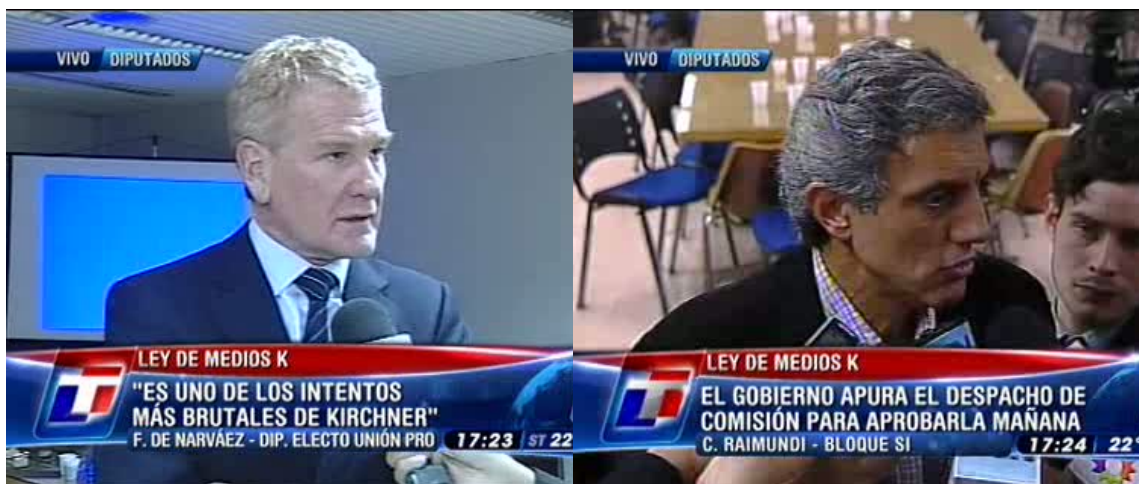 VIVO DIPUTADOS
LEY DE MEDIOS K
"ES UNO DE LOS INTENTOS
MÁS BRUTALES DE KIRCHNER"
F. DE NARVÁEZ - DIP. ELECTO UNIÓN PRO 17:23 ST 22
VIVO DIPUTADOS
LEY DE MEDIOS K
EL GOBIERNO APURA EL DESPACHO DE
COMISIÓN PARA APROBARLA MAÑANA
C. RAIMUNDI - BLOQUE SI 17:24 22°